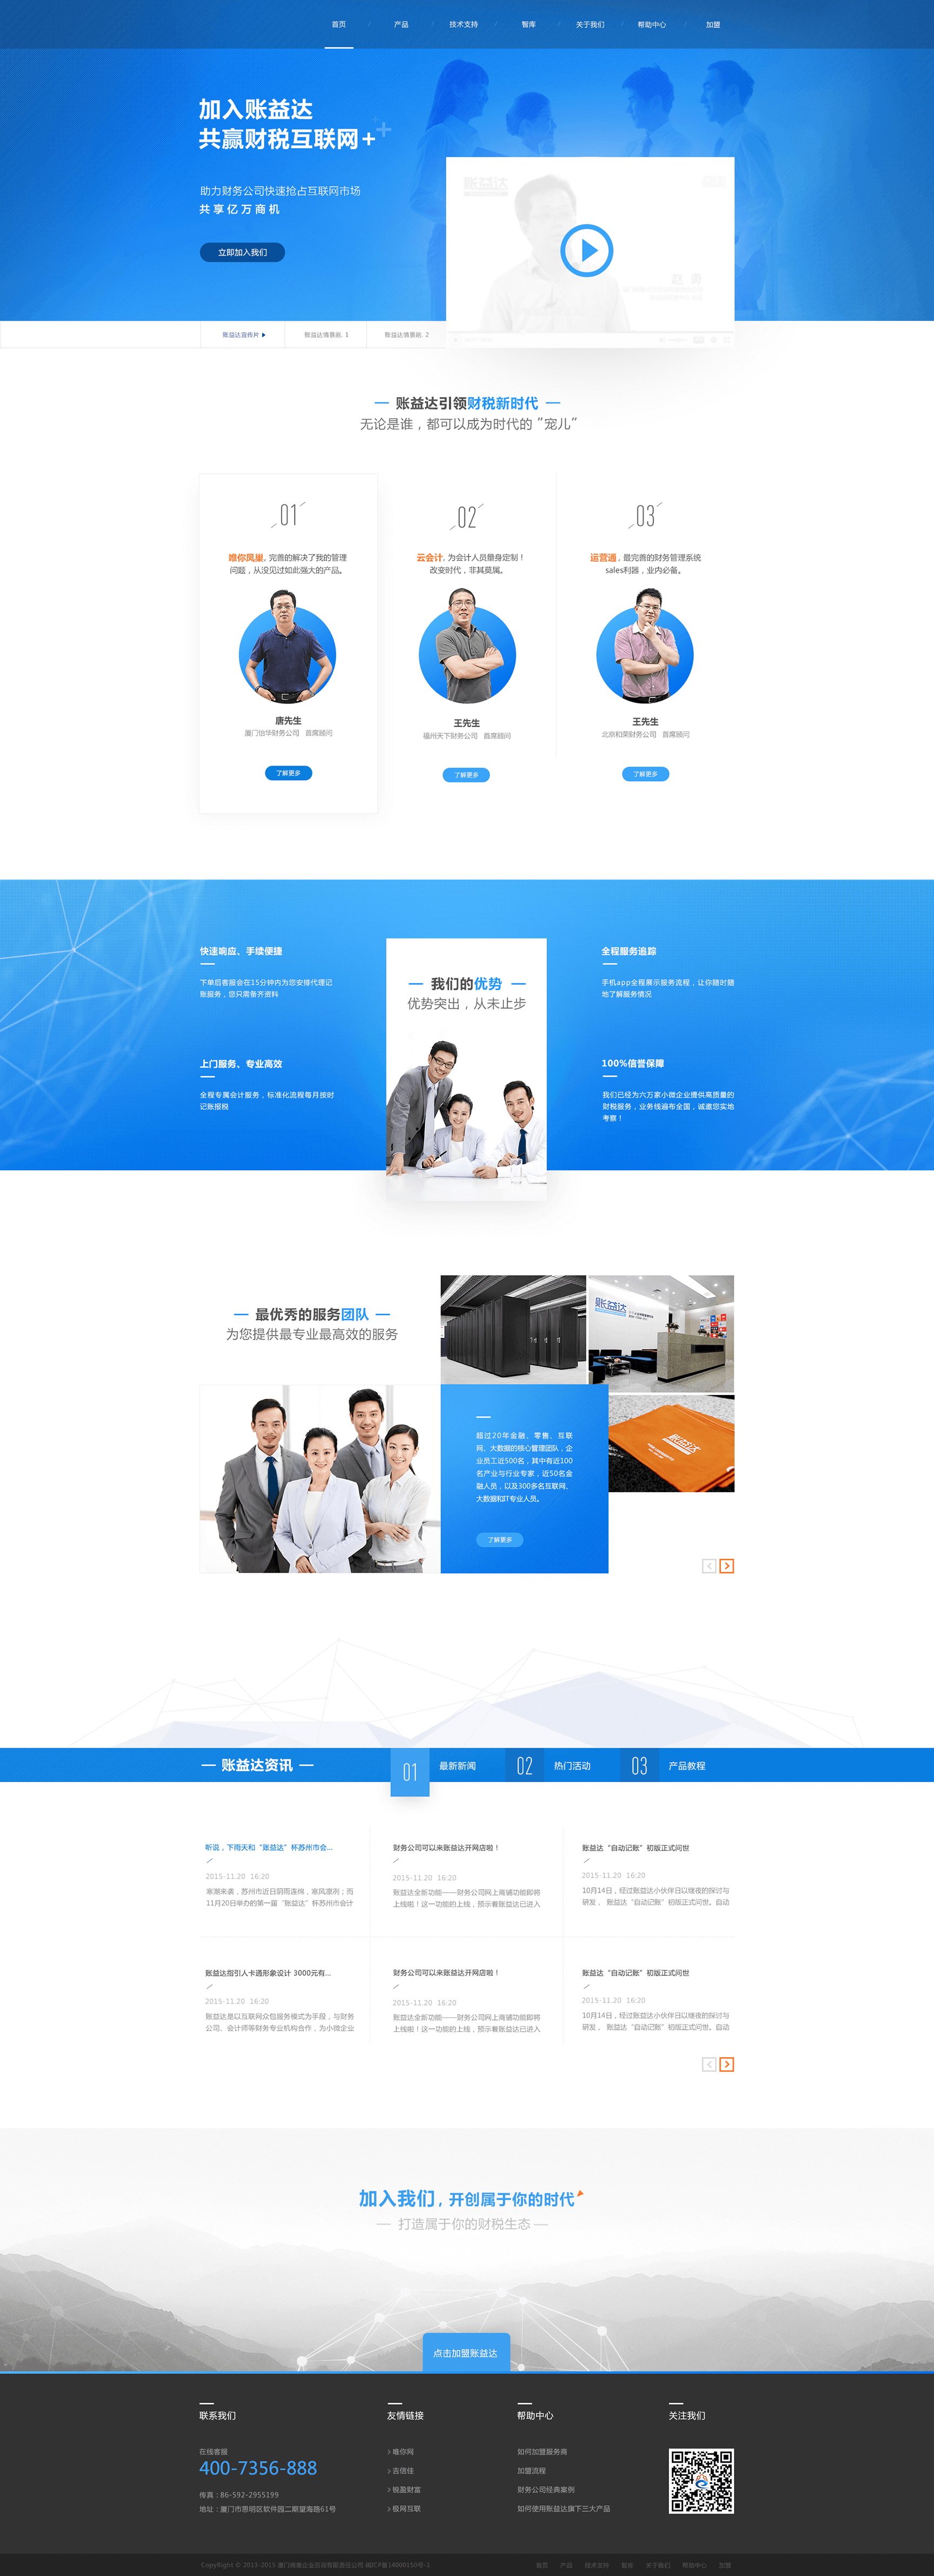 首页 / 产品 / 技术支持 / 智库 / 关于我们 / 帮助中心 / 加盟
加入账益达
共赢财税互联网+
助力财务公司快速抢占互联网市场
共享亿万商机
立即加入我们
账益达
账益达宣传片
账益达情景剧. 1
账益达情景剧. 2
— 账益达引领财税新时代 —
无论是谁，都可以成为时代的“宠儿”
01
唯你凤巢, 完善的解决了我的管理
问题，从没见过如此强大的产品。
唐先生
厦门信华财务公司 首席顾问
了解更多
02
云会计, 为会计人员量身定制！
改变时代，非其莫属。
王先生
福州天下财务公司 首席顾问
了解更多
03
运营通, 最完善的财务管理系统
sales利器，业内必备。
王先生
北京和荣财务公司 首席顾问
了解更多
快速响应、手续便捷
下单后客服会在15分钟内为您安排代理记
账服务，您只需备齐资料
上门服务、专业高效
全程专属会计服务，标准化流程每月按时
记账报税
— 我们的优势 —
优势突出，从未止步
全程服务追踪
手机app全程展示服务流程，让你随时随
地了解服务情况
100%信誉保障
我们已经为六万家小微企业提供高质量的
财税服务，业务线遍布全国，诚邀您实地
考察！
— 最优秀的服务团队 —
为您提供最专业最高效的服务
账益达
账益达
超过20年金融、零售、互联
网、大数据的核心管理团队，企
业员工近500名，其中有近100
名产业与行业专家，近50名金
融人员，以及300多名互联网、
大数据和IT专业人员。
了解更多
— 账益达资讯 —
01 最新新闻
02 热门活动
03 产品教程
听说，下雨天和“账益达”杯苏州市会...
2015-11.20 16:20
寒潮来袭，苏州市近日阴雨连绵，寒风凛冽；而
11月20日举办的第一届“账益达”杯苏州市会计
财务公司可以来账益达开网店啦！
2015-11.20 16:20
账益达全新功能——财务公司网上商铺功能即将
上线啦！这一功能的上线，预示着账益达已进入
账益达“自动记账”初版正式问世
2015-11.20 16:20
10月14日，经过账益达小伙伴日以继夜的探讨与
研发， 账益达“自动记账”初版正式问世。自动
账益达指引人卡通形象设计 3000元有...
2015-11.20 16:20
账益达是以互联网众包服务模式为手段，与财务
公司、会计师等财务专业机构合作，为小微企业
财务公司可以来账益达开网店啦！
2015-11.20 16:20
账益达全新功能——财务公司网上商铺功能即将
上线啦！这一功能的上线，预示着账益达已进入
账益达“自动记账”初版正式问世
2015-11.20 16:20
10月14日，经过账益达小伙伴日以继夜的探讨与
研发， 账益达“自动记账”初版正式问世。自动
加入我们，开创属于你的时代
— 打造属于你的财税生态 —
点击加盟账益达
联系我们
在线客服
400-7356-888
传真：86-592-2955199
地址：厦门市思明区软件园二期望海路61号
友情链接
> 唯你网
> 吉信住
> 锐盈财富
> 极网互联
帮助中心
如何加盟服务商
加盟流程
财务公司经典案例
如何使用账益达旗下三大产品
关注我们
首页 产品 技术支持 智库 关于我们 帮助中心 加盟